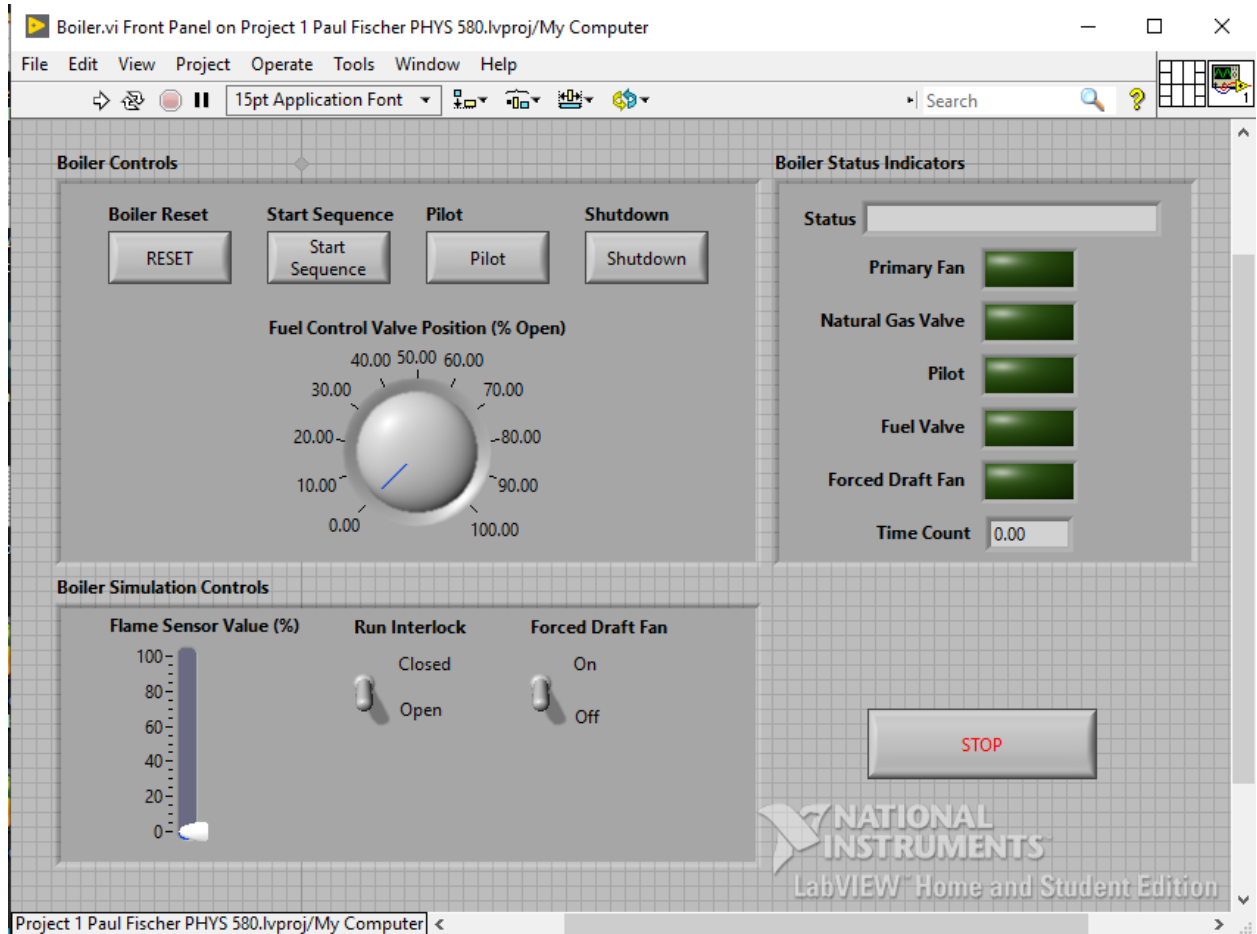 Boiler.vi Front Panel on Project 1 Paul Fischer PHYS 580.lvproj/My Computer
File Edit View Project Operate Tools Window Help
15pt Application Font
Search
1
Boiler Controls
Boiler Reset Start Sequence Pilot Shutdown
RESET Start Sequence Pilot Shutdown
Fuel Control Valve Position (% Open)
40.00 50.00 60.00
30.00 70.00
20.00 80.00
10.00 90.00
0.00 100.00
Boiler Status Indicators
Status
Primary Fan
Natural Gas Valve
Pilot
Fuel Valve
Forced Draft Fan
Time Count 0.00
Boiler Simulation Controls
Flame Sensor Value (%) Run Interlock Forced Draft Fan
100 Closed On
80 Open Off
60
40
20
0
STOP
NATIONAL
INSTRUMENTS™
LabVIEW™ Home and Student Edition
Project 1 Paul Fischer PHYS 580.lvproj/My Computer